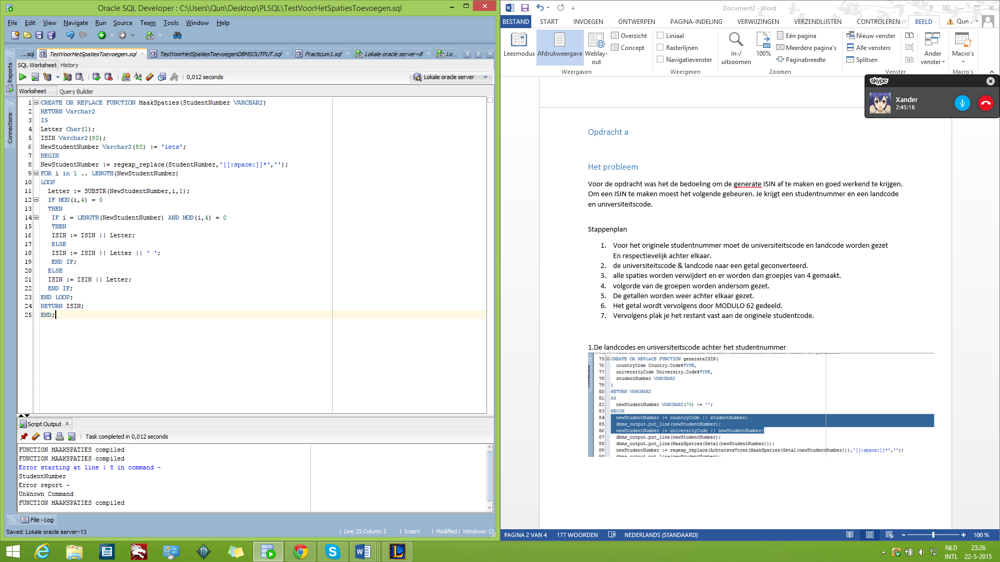 Oracle SQL Developer : C:\Users\Qun\Desktop\PLSQL\TestVoorHetSpatiesToevoegen.sql
File Edit View Navigate Run Source Team Tools Window Help
...sql TestVoorHetSpatiesToevoegen.sql TestVoorHetSpatiesToevoegenDBMSOUTPUT.sql Practicum1.sql Lokale oracle server~8 Lo...
SQL Worksheet History
0,012 seconds Lokale oracle server
Worksheet Query Builder
Reports
Connections
1 CREATE OR REPLACE FUNCTION MaakSpaties(StudentNumber VARCHAR2)
2 RETURN Varchar2
3 IS
4 Letter Char(1);
5 ISIN Varchar2(80);
6 NewStudentNumber Varchar2(80) := 'iets';
7 BEGIN
8 NewStudentNumber := regexp_replace(StudentNumber,'[[:space:]]*','');
9 FOR i in 1 .. LENGTH(NewStudentNumber)
10 LOOP
11 Letter := SUBSTR(NewStudentNumber,i,1);
12 IF MOD(i,4) = 0
13 THEN
14 IF i = LENGTH(NewStudentNumber) AND MOD(i,4) = 0
15 THEN
16 ISIN := ISIN || Letter;
17 ELSE
18 ISIN := ISIN || Letter || ' ';
19 END IF;
20 ELSE
21 ISIN := ISIN || Letter;
22 END IF;
23 END LOOP;
24 RETURN ISIN;
25 END;
Script Output x
Task completed in 0,012 seconds
FUNCTION MAAKSPATIES compiled
FUNCTION MAAKSPATIES compiled
Error starting at line : 8 in command -
StudentNumber
Error report -
Unknown Command
FUNCTION MAAKSPATIES compiled
File - Log
Saved: Lokale oracle server~13
Line 25 Column 5 Insert Modified Windows: CF
Document2 - Word
BESTAND START INVOEGEN ONTWERPEN PAGINA-INDELING VERWIJZINGEN VERZENDLIJSTEN CONTROLEREN BEELD Qun .
Leesmodus Afdrukweergave Weblay-out
Overzicht
Concept
Liniaal
Rasterlijnen
Navigatievenster
In-/uitzoomen 100%
Eén pagina
Meerdere pagina's
Paginabreedte
Nieuw venster
Alle vensters
Splitsen
Ander venster
Macro's
Weergaven Weergeven Zoomen Venster Macro's
skype
Xander
2:45:16
Opdracht a
Het probleem
Voor de opdracht was het de bedoeling om de generate ISIN af te maken en goed werkend te krijgen.
Om een ISIN te maken moest het volgende gebeuren. Je krijgt een studentnummer en een landcode
en universiteitscode.
Stappenplan
1. Voor het originele studentnummer moet de universiteitscode en landcode worden gezet
En respectievelijk achter elkaar.
2. de universiteitscode & landcode naar een getal geconverteerd.
3. alle spaties worden verwijdert en er worden dan groepjes van 4 gemaakt.
4. volgorde van de groepen worden andersom gezet.
5. De getallen worden weer achter elkaar gezet.
6. Het getal wordt vervolgens door MODULO 62 gedeeld.
7. Vervolgens plak je het restant vast aan de originele studentcode.
1.De landcodes en universiteitscode achter het studentnummer
75 CREATE OR REPLACE FUNCTION generateISIN(
76 countryCode Country.Code%TYPE,
77 universityCode University.Code%TYPE,
78 studentNumber VARCHAR2
79 )
80 RETURN VARCHAR2
81 AS
82 newStudentNumber VARCHAR2(70) := '';
83 BEGIN
84 newStudentNumber := countryCode || studentNumber;
85 dbms_output.put_line(newStudentNumber);
86 newStudentNumber := universityCode || newStudentNumber;
87 dbms_output.put_line(newStudentNumber);
88 dbms_output.put_line(MaakSpaties(Getal(newStudentNumber)));
89 newStudentNumber := regexp_replace(AchtersteVoren(MaakSpaties(Getal(newStudentNumber))),'[[:space:]]*','');
90 dbms_output.put_line(newStudentNumber);
PAGINA 2 VAN 4 177 WOORDEN NEDERLANDS (STANDAARD) 100 %
NLD
INTL
23:26
22-5-2015